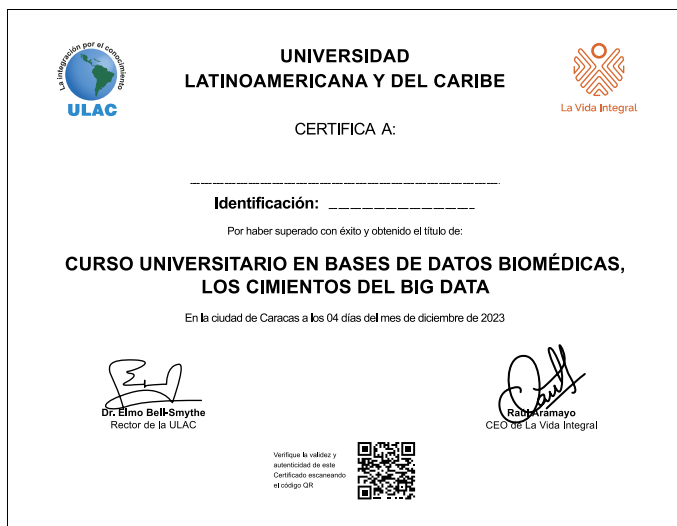 La integración por el conocimiento
ULAC
UNIVERSIDAD
LATINOAMERICANA Y DEL CARIBE
La Vida Integral
CERTIFICA A:
Identificación:
Por haber superado con éxito y obtenido el título de:
CURSO UNIVERSITARIO EN BASES DE DATOS BIOMÉDICAS,
LOS CIMIENTOS DEL BIG DATA
En la ciudad de Caracas a los 04 días del mes de diciembre de 2023
Dr. Elmo Bell-Smythe
Rector de la ULAC
Raúl Aramayo
CEO de La Vida Integral
Verifique la validez y
autenticidad de este
Certificado escaneando
el código QR